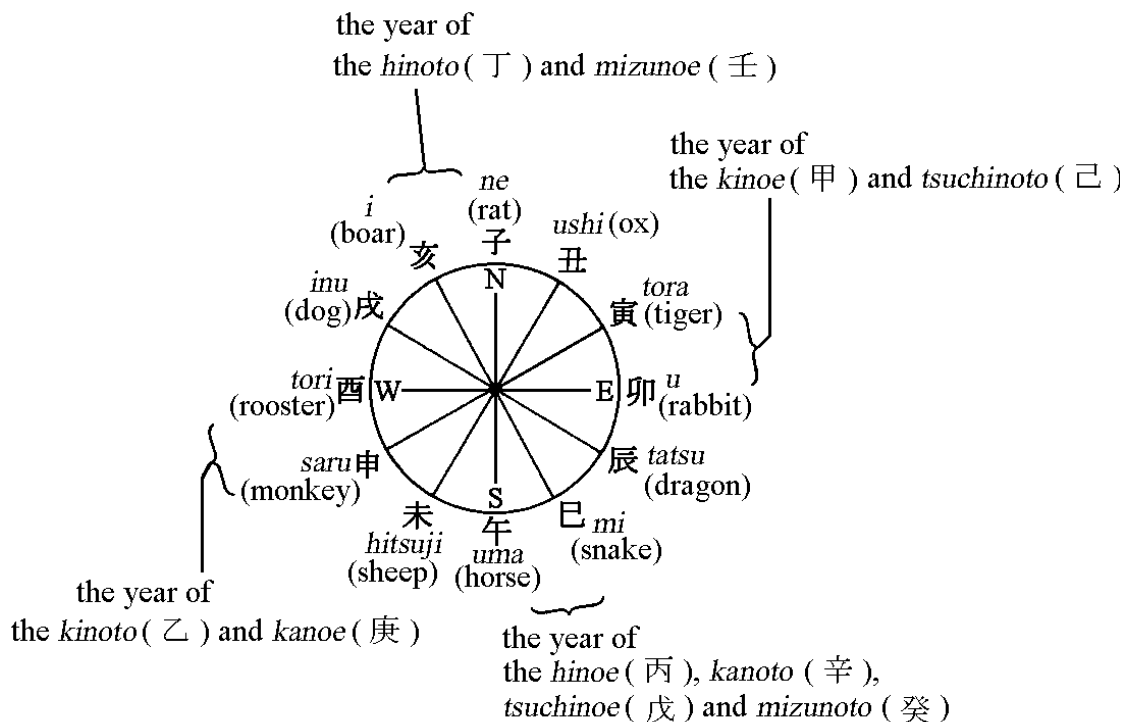 the year of
the hinoto ( 丁 ) and mizunoe ( 壬 )
the year of
the kinoe ( 甲 ) and tsuchinoto ( 己 )
ne
(rat)
子
N
i
(boar)
亥
ushi (ox)
丑
inu
(dog) 戌
tora
寅 (tiger)
tori
(rooster) 酉 W
E 卯 u
(rabbit)
saru 申
(monkey)
辰 tatsu
(dragon)
未
hitsuji
(sheep)
S
午
uma
(horse)
巳 mi
(snake)
the year of
the kinoto ( 乙 ) and kanoe ( 庚 )
the year of
the hinoe ( 丙 ), kanoto ( 辛 ),
tsuchinoe ( 戊 ) and mizunoto ( 癸 )